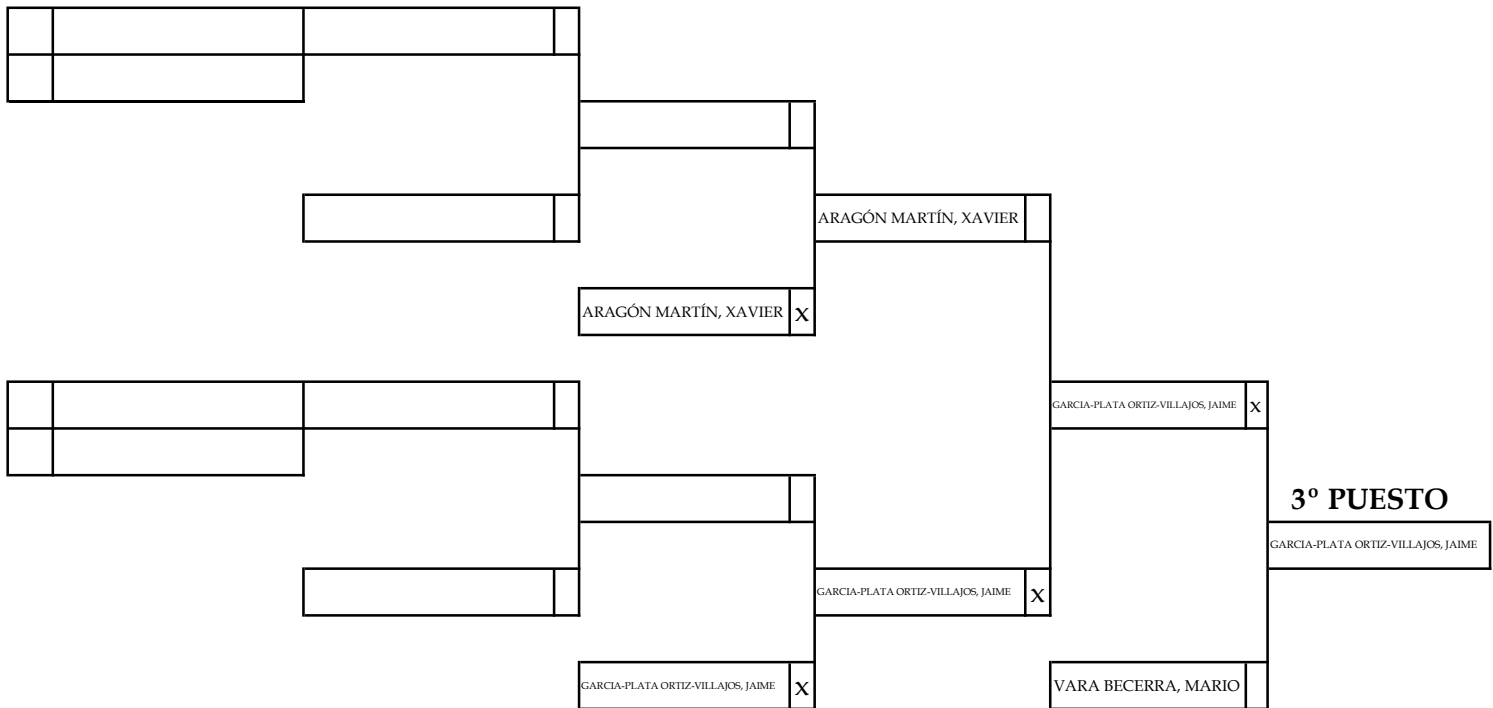 ARAGÓN MARTÍN, XAVIER
ARAGÓN MARTÍN, XAVIER X
GARCIA-PLATA ORTIZ-VILLAJOS, JAIME X
3º PUESTO
GARCIA-PLATA ORTIZ-VILLAJOS, JAIME
GARCIA-PLATA ORTIZ-VILLAJOS, JAIME X
GARCIA-PLATA ORTIZ-VILLAJOS, JAIME X
VARA BECERRA, MARIO